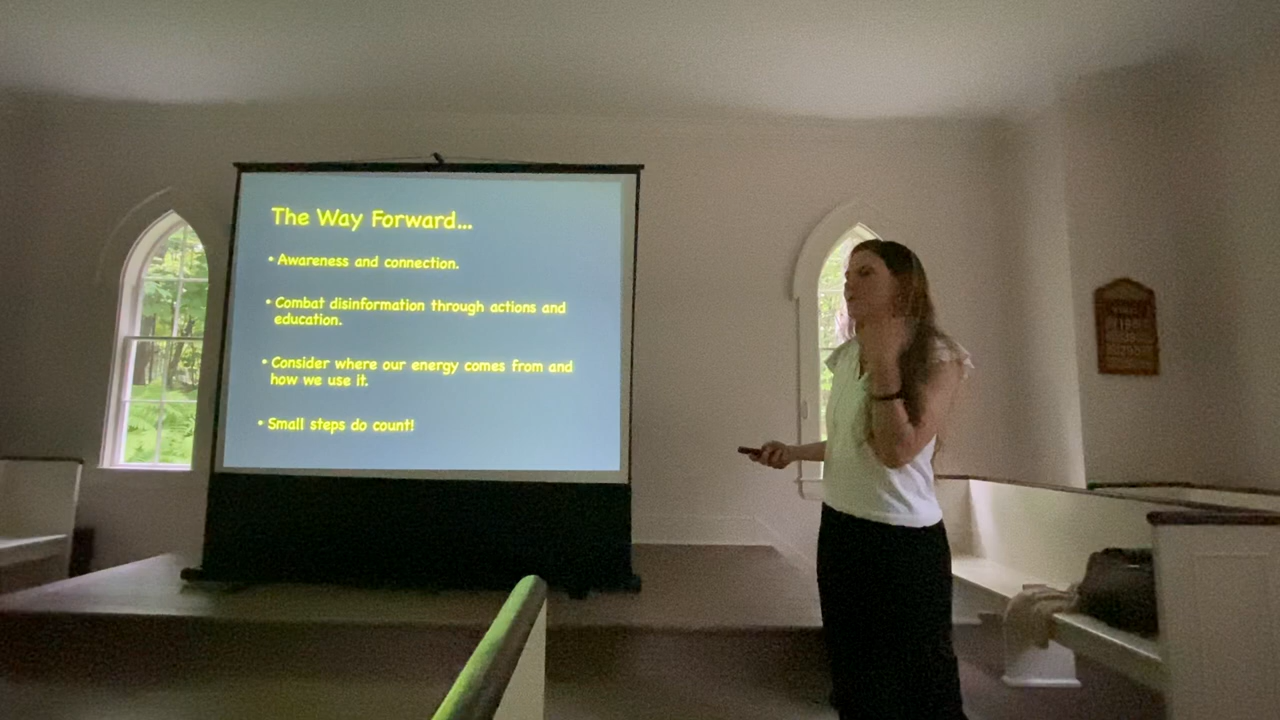 The Way Forward...
• Awareness and connection.
• Combat disinformation through actions and
education.
• Consider where our energy comes from and
how we use it.
• Small steps do count!